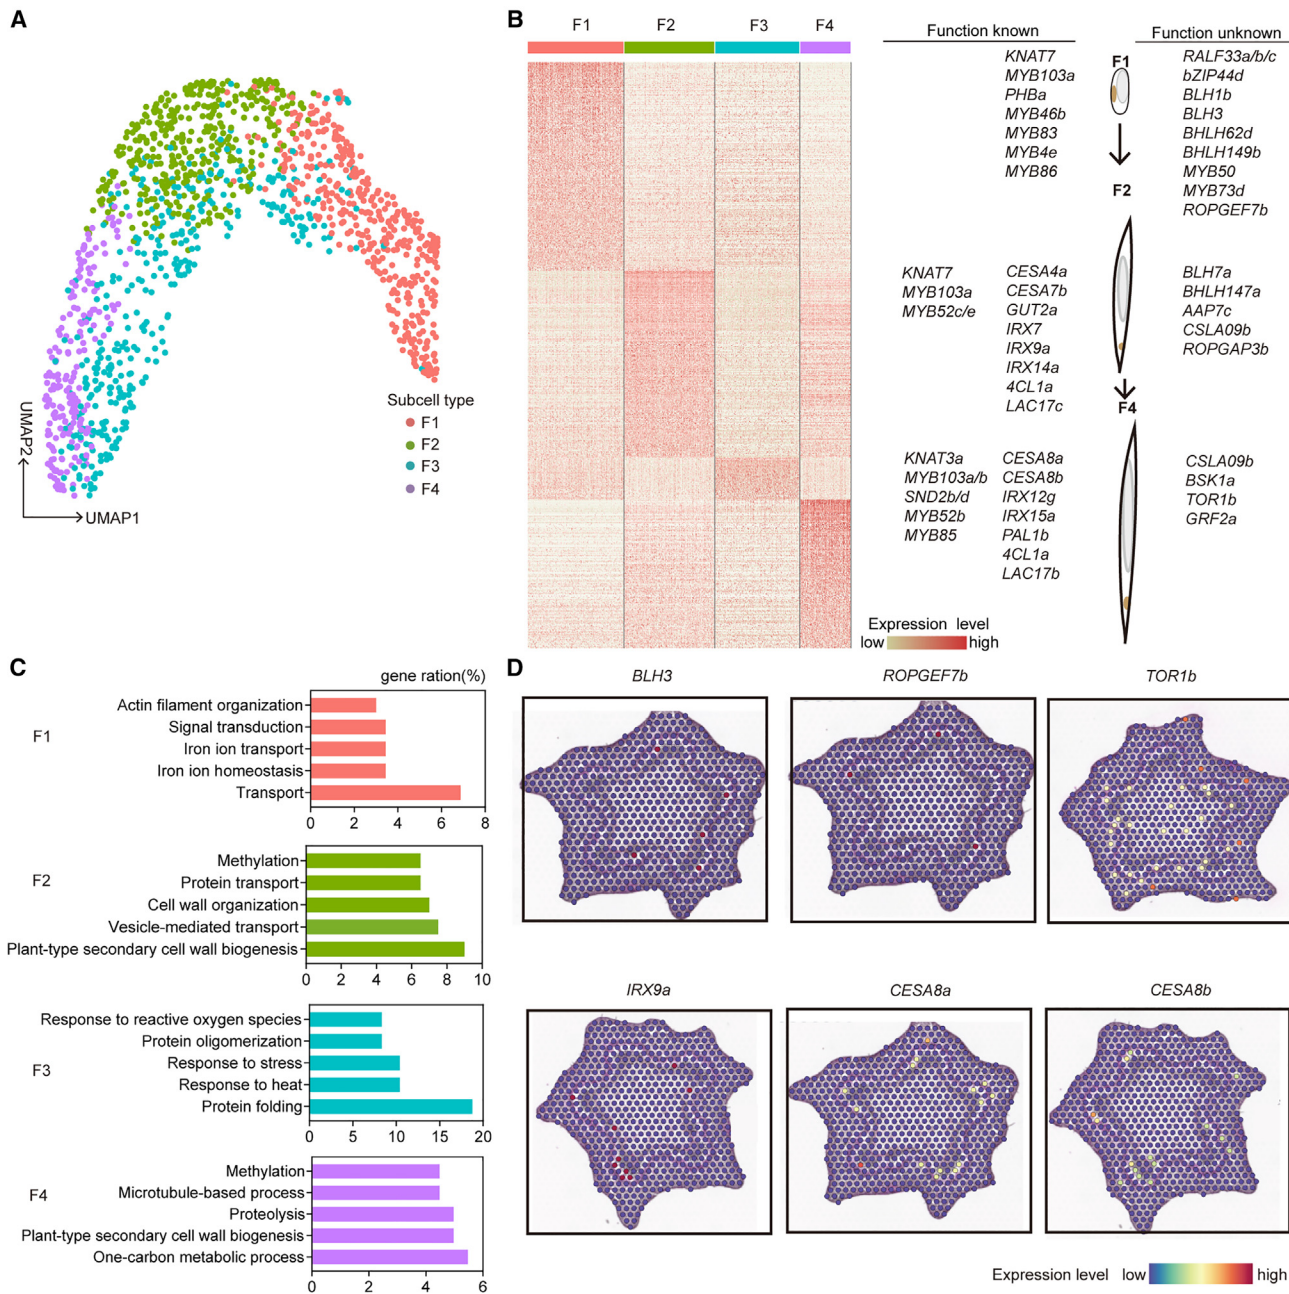 A
Subcell type
F1
F2
F3
F4
UMAP2
UMAP1
B
F1 F2 F3 F4
Expression level
low high
Function known
Function unknown
F1
KNAT7
MYB103a
PHBa
MYB46b
MYB83
MYB4e
MYB86
RALF33a/b/c
bZIP44d
BLH1b
BLH3
BHLH62d
BHLH149b
MYB50
MYB73d
ROPGEF7b
F2
KNAT7
MYB103a
MYB52c/e
CESA4a
CESA7b
GUT2a
IRX7
IRX9a
IRX14a
4CL1a
LAC17c
BLH7a
BHLH147a
AAP7c
CSLA09b
ROPGAP3b
F4
KNAT3a
MYB103a/b
SND2b/d
MYB52b
MYB85
CESA8a
CESA8b
IRX12g
IRX15a
PAL1b
4CL1a
LAC17b
CSLA09b
BSK1a
TOR1b
GRF2a
C
gene ration(%)
F1
Actin filament organization
Signal transduction
Iron ion transport
Iron ion homeostasis
Transport
0 2 4 6 8
F2
Methylation
Protein transport
Cell wall organization
Vesicle-mediated transport
Plant-type secondary cell wall biogenesis
0 2 4 6 8 10
F3
Response to reactive oxygen species
Protein oligomerization
Response to stress
Response to heat
Protein folding
0 5 10 15 20
F4
Methylation
Microtubule-based process
Proteolysis
Plant-type secondary cell wall biogenesis
One-carbon metabolic process
0 2 4 6
D
BLH3 ROPGEF7b TOR1b
IRX9a CESA8a CESA8b
Expression level low high